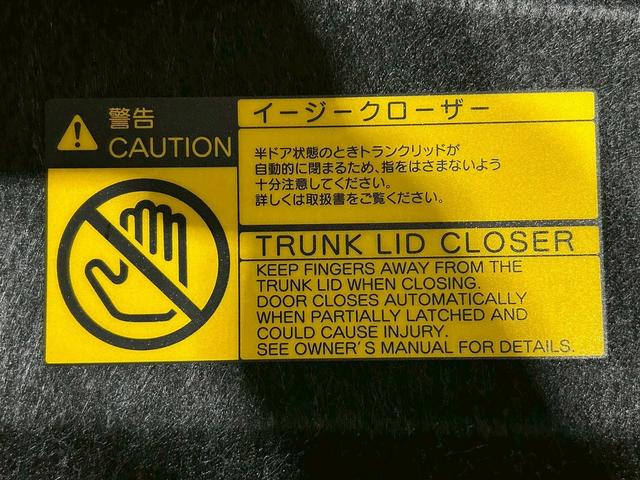 警告
CAUTION
イージークローザー
半ドア状態のときトランクリッドが
自動的に閉まるため、指をはさまないよう
十分注意してください。
詳しくは取扱書をご覧ください。
TRUNK LID CLOSER
KEEP FINGERS AWAY FROM THE
TRUNK LID WHEN CLOSING.
DOOR CLOSES AUTOMATICALLY
WHEN PARTIALLY LATCHED AND
COULD CAUSE INJURY.
SEE OWNER'S MANUAL FOR DETAILS.